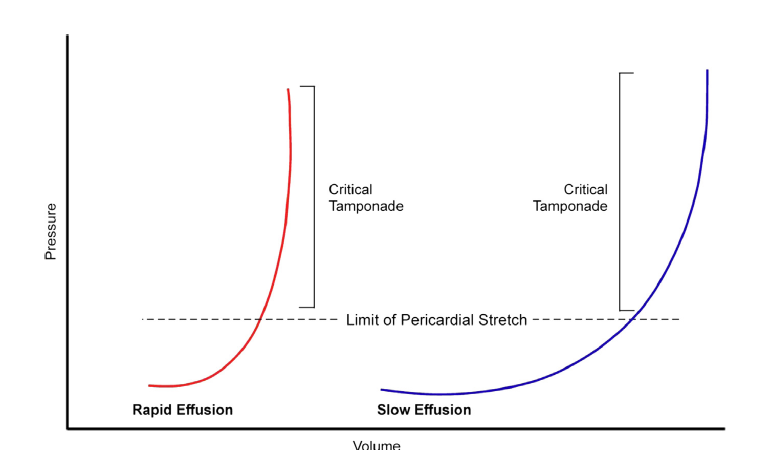 Critical
Tamponade
Critical
Tamponade
Pressure
Limit of Pericardial Stretch
Rapid Effusion
Slow Effusion
Volume